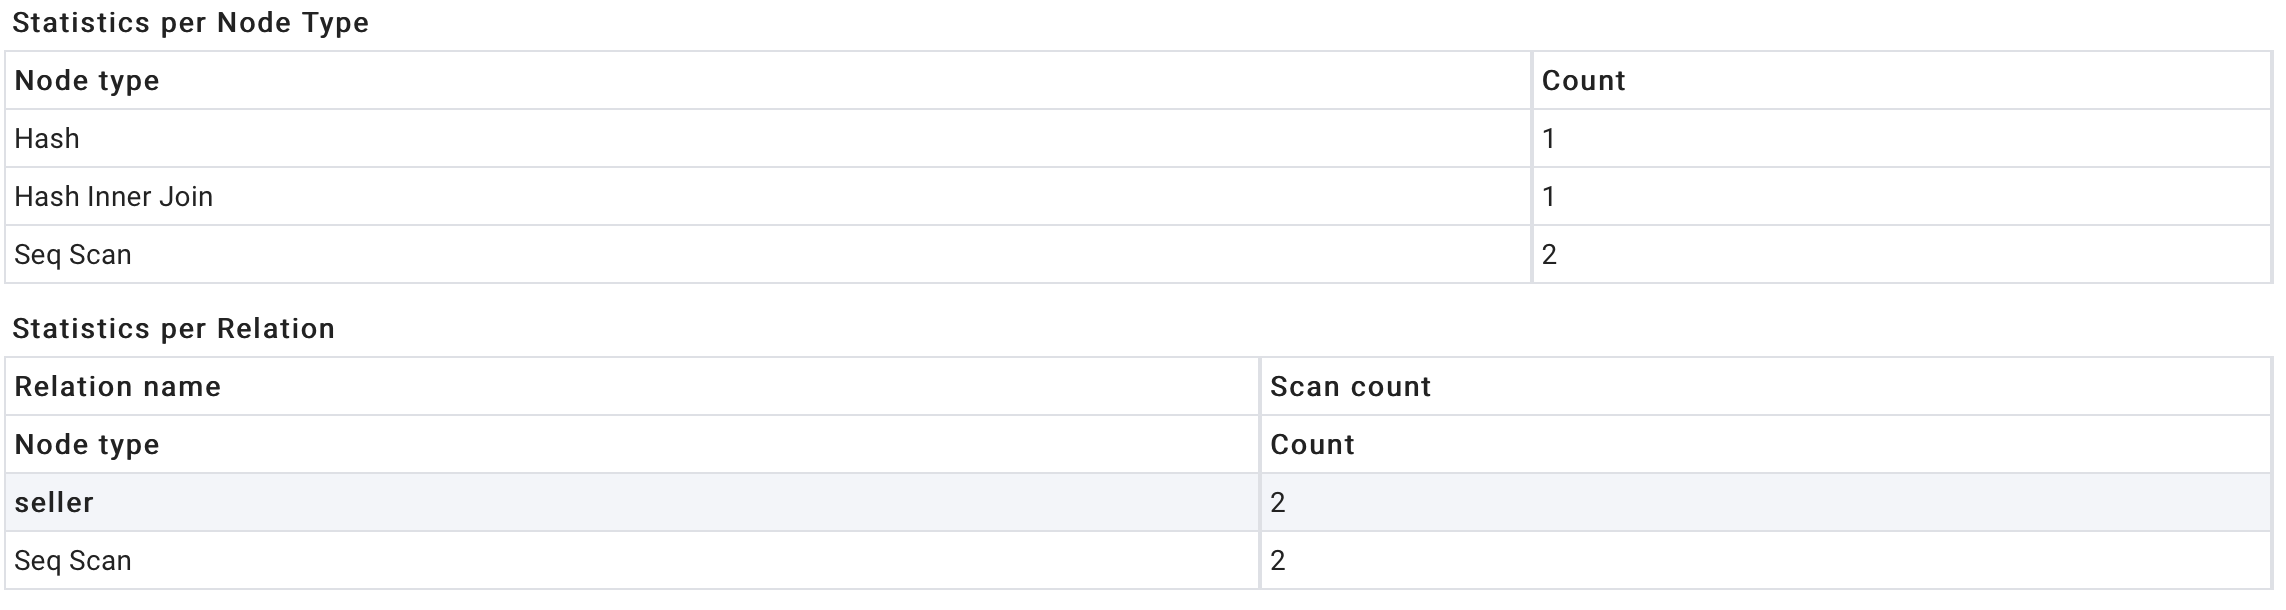 Statistics per Node Type
Node type Count
Hash 1
Hash Inner Join 1
Seq Scan 2
Statistics per Relation
Relation name Scan count
Node type Count
seller 2
Seq Scan 2